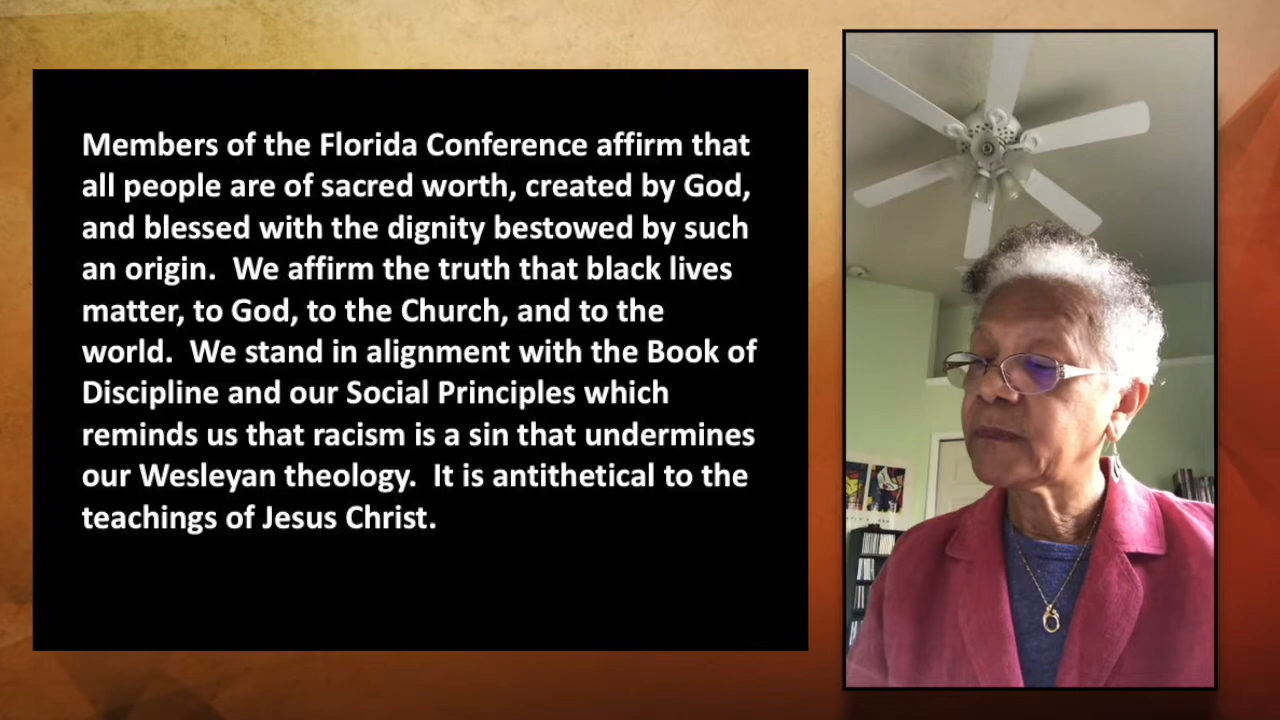 Members of the Florida Conference affirm that
all people are of sacred worth, created by God,
and blessed with the dignity bestowed by such
an origin.  We affirm the truth that black lives
matter, to God, to the Church, and to the
world.  We stand in alignment with the Book of
Discipline and our Social Principles which
reminds us that racism is a sin that undermines
our Wesleyan theology.  It is antithetical to the
teachings of Jesus Christ.